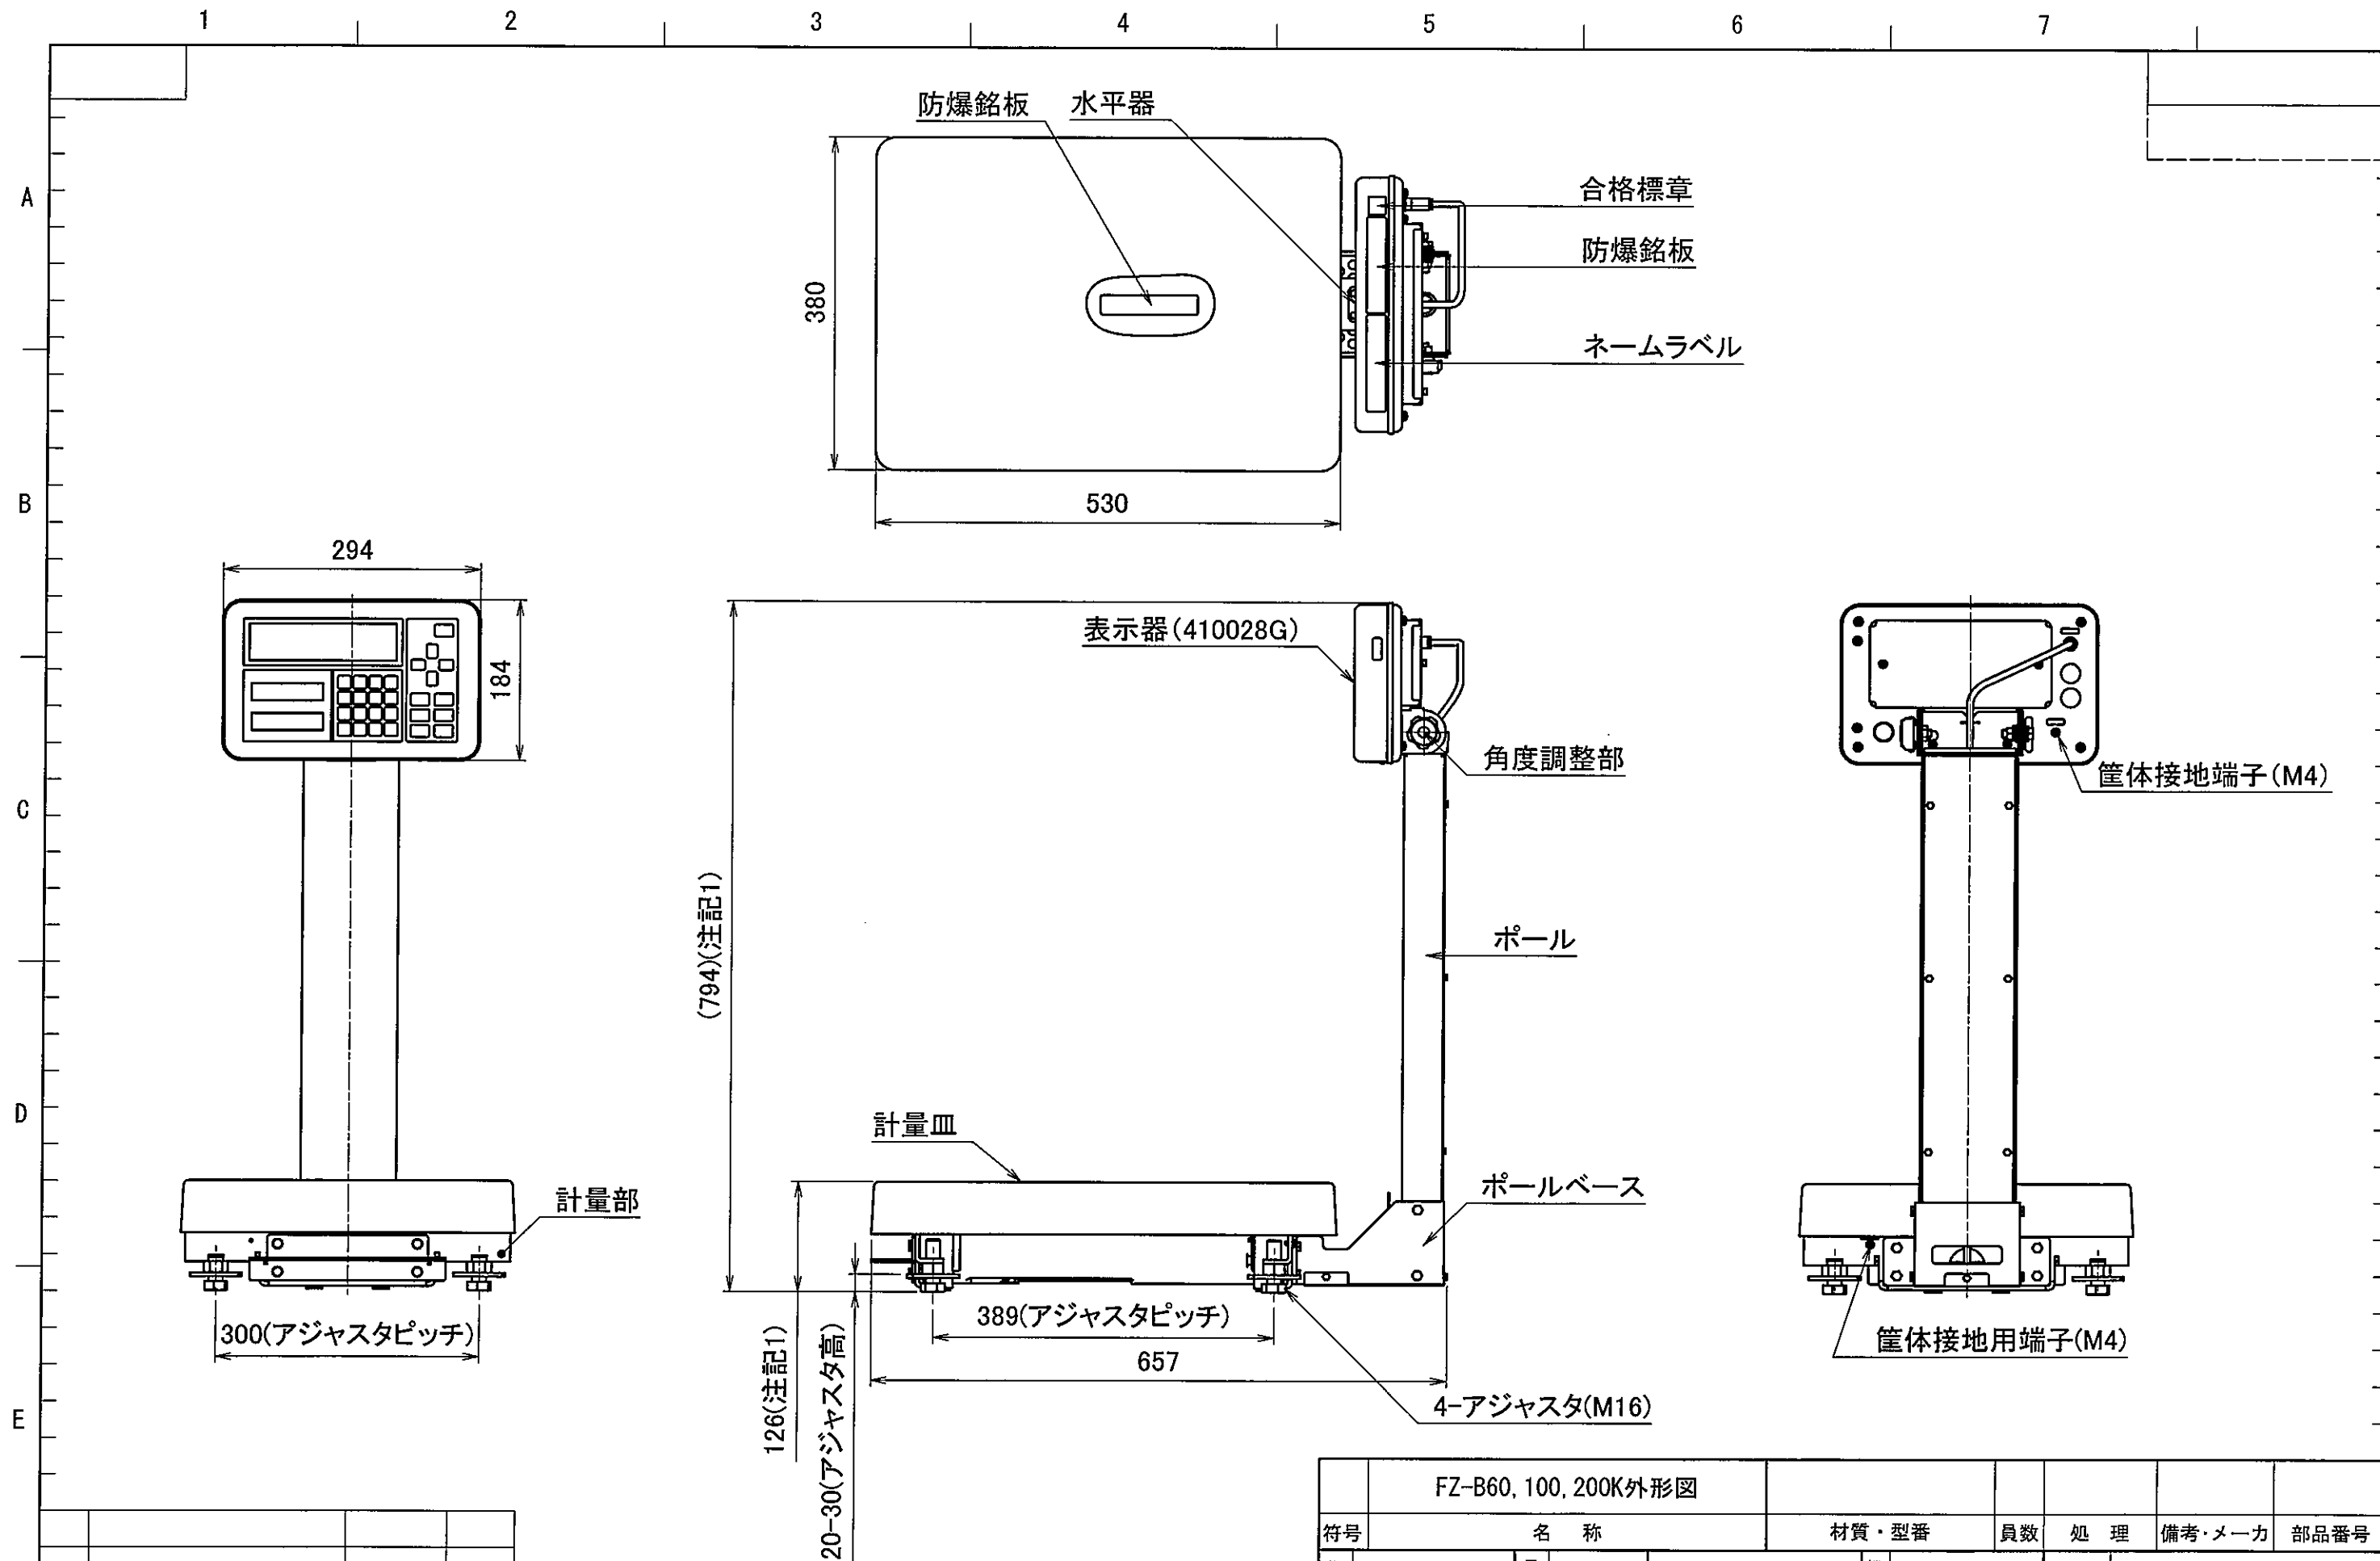 1 2 3 4 5 6 7
A
B
C
D
E
防爆銘板 水平器
合格標章
防爆銘板
ネームラベル
380
530
294
184
表示器(410028G)
角度調整部
筐体接地端子(M4)
(794)(注記1)
ポール
計量皿
ポールベース
計量部
300(アジャスタピッチ)
389(アジャスタピッチ)
657
126(注記1)
20-30(アジャスタ高)
4-アジャスタ(M16)
筐体接地用端子(M4)
FZ-B60, 100, 200K外形図
符号 名 称 材質・型番 員数 処 理 備考・メーカ 部品番号